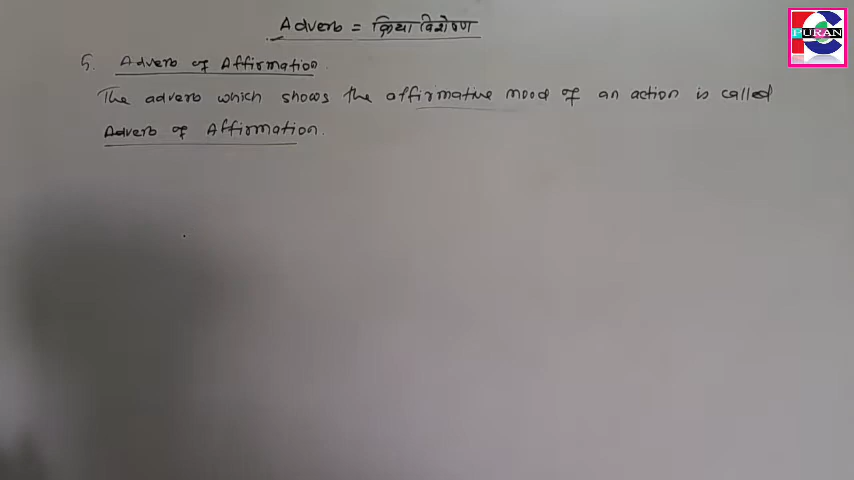 Adverb = क्रिया विशेषण
PURAN
5. Adverb of Affirmation.
The adverb which shows the affirmative mood of an action is called
Adverb of Affirmation.